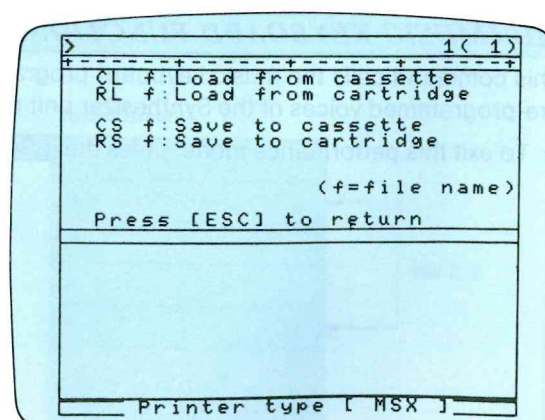 > 1( 1)
CL f:Load from cassette
RL f:Load from cartridge
CS f:Save to cassette
RS f:Save to cartridge
(f=file name)
Press [ESC] to return
Printer type [ MSX ]